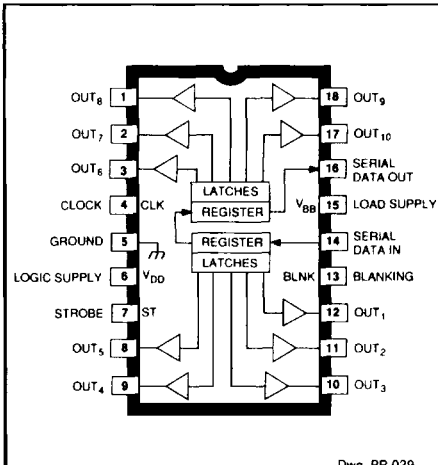 OUT₈ 1 18 OUT₉
OUT₇ 2 17 OUT₁₀
OUT₆ 3 16 SERIAL DATA OUT
LATCHES
CLOCK 4 CLK REGISTER VBB 15 LOAD SUPPLY
GROUND 5 REGISTER 14 SERIAL DATA IN
LATCHES
LOGIC SUPPLY 6 VDD BLNK 13 BLANKING
STROBE 7 ST 12 OUT₁
OUT₅ 8 11 OUT₂
OUT₄ 9 10 OUT₃
Dwg. PP-029